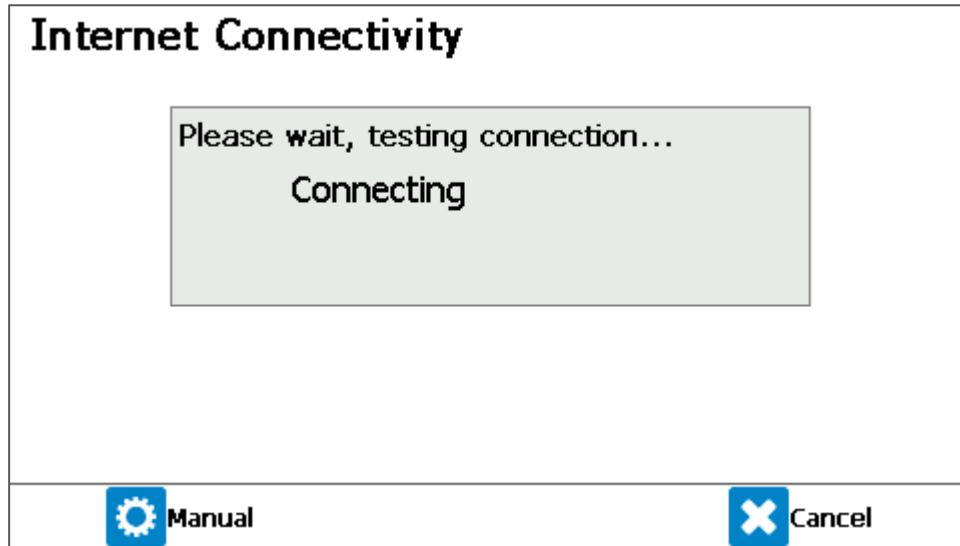 Internet Connectivity
Please wait, testing connection...
Connecting
Manual
Cancel